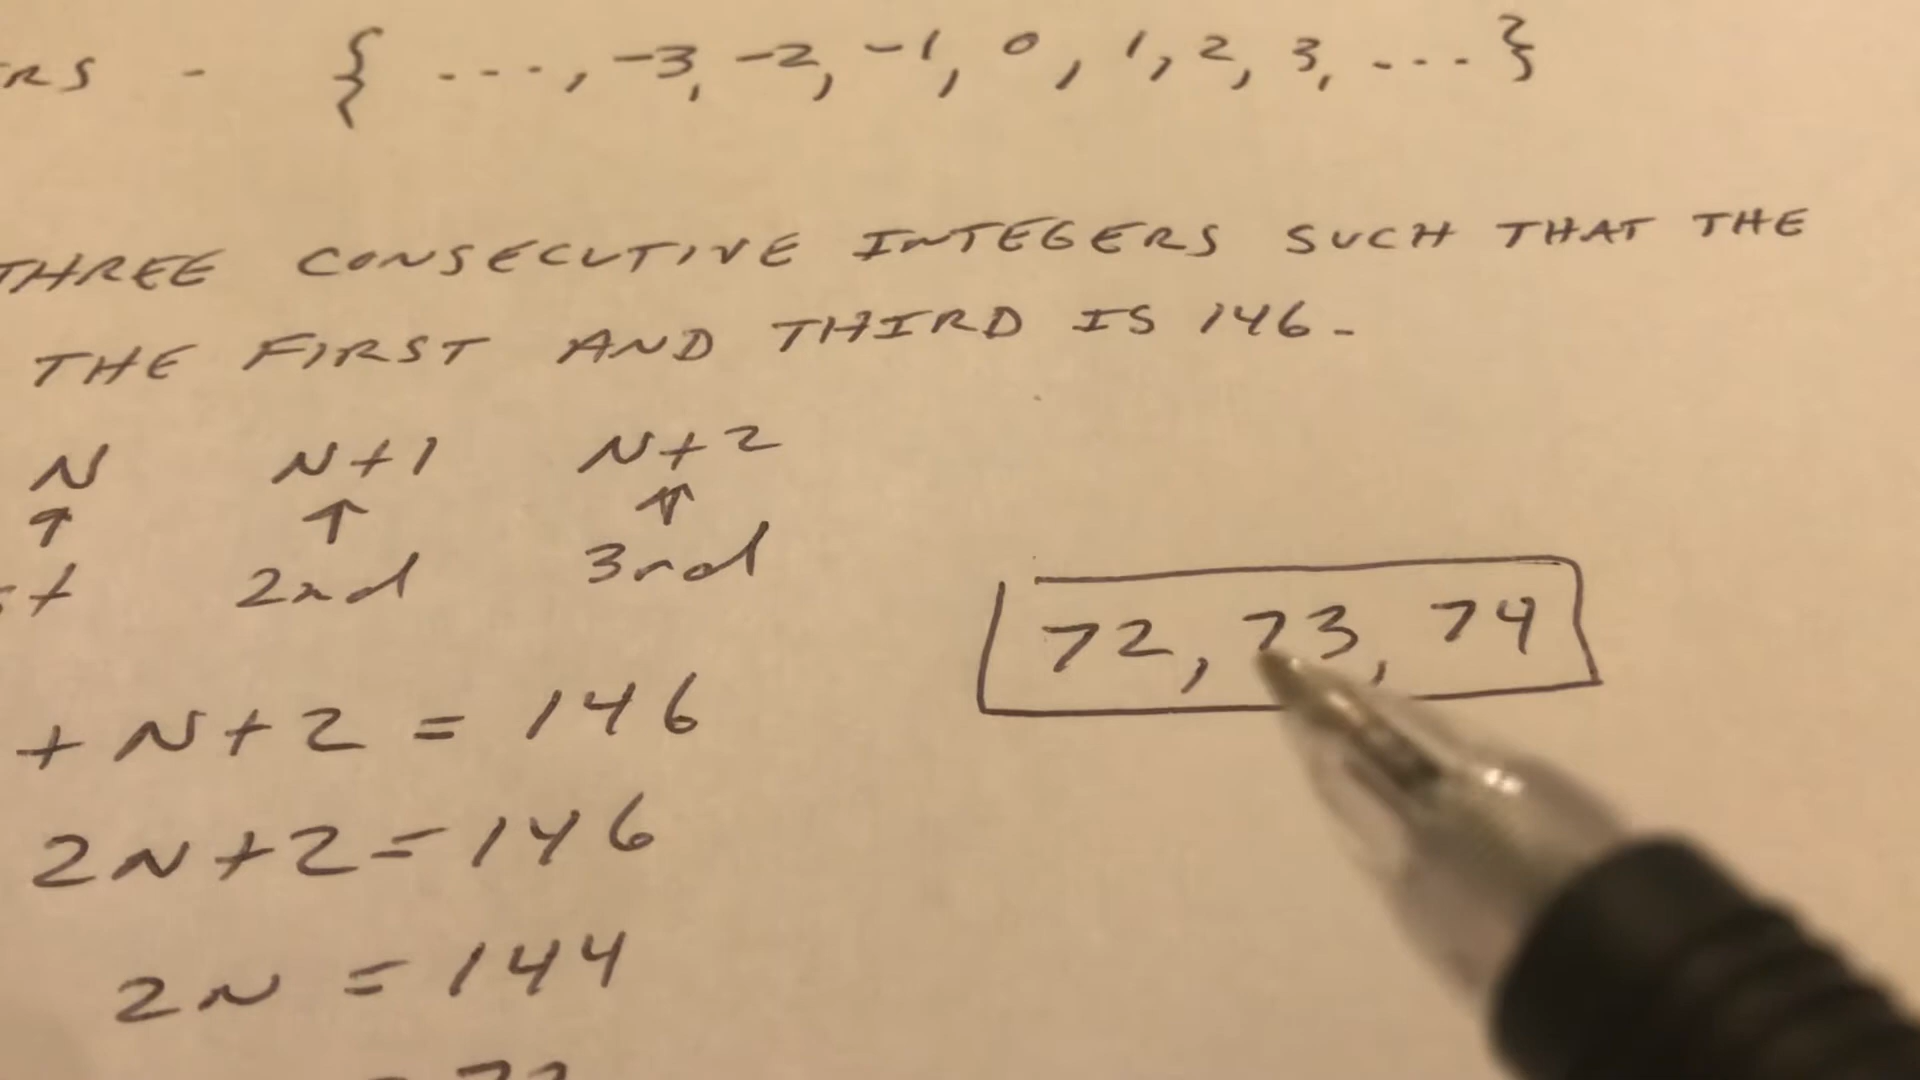 RS - { ..., -3, -2, -1, 0, 1, 2, 3, ... }
THREE CONSECUTIVE INTEGERS SUCH THAT THE
THE FIRST AND THIRD IS 146.
N N+1 N+2
↑ ↑ ↑
2nd 3rd
72, 73, 74
+ N+2 = 146
2N+2=146
2N = 144